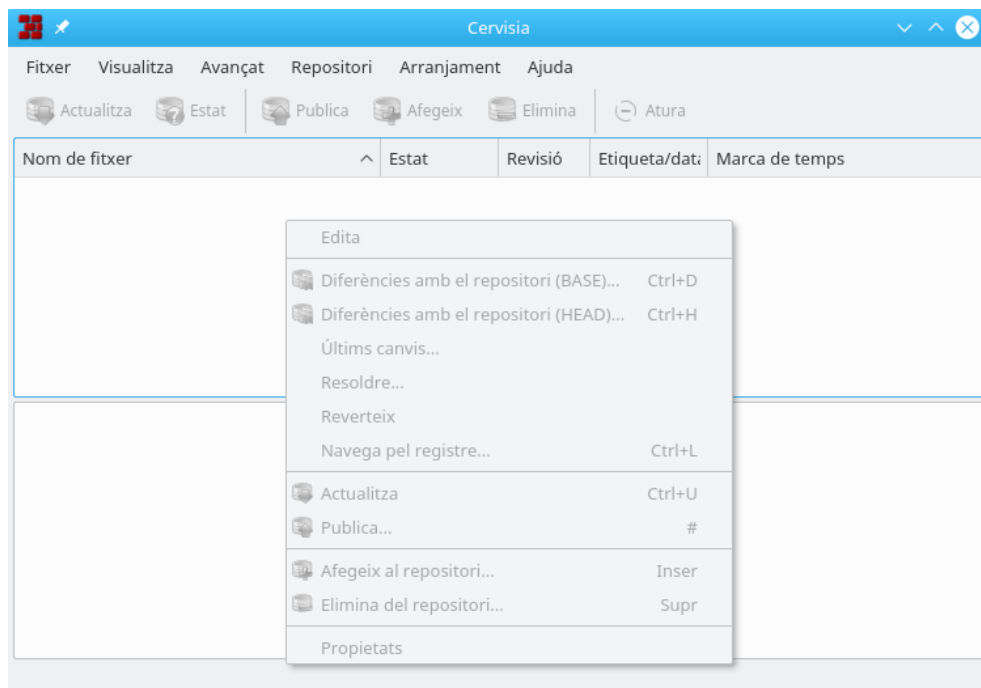 Cervisia
Fitxer Visualitza Avançat Repositori Arranjament Ajuda
Actualitza Estat Publica Afegeix Elimina Atura
Nom de fitxer Estat Revisió Etiqueta/data Marca de temps
Edita
Diferències amb el repositori (BASE)... Ctrl+D
Diferències amb el repositori (HEAD)... Ctrl+H
Últims canvis...
Resoldre...
Reverteix
Navega pel registre... Ctrl+L
Actualitza Ctrl+U
Publica... #
Afegeix al repositori... Inser
Elimina del repositori... Supr
Propietats